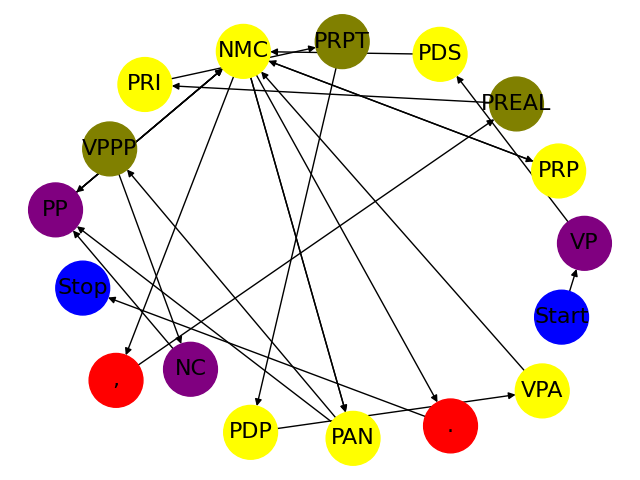 PRPT
NMC
PDS
PRI
PREAL
VPPP
PRP
PP
VP
Stop
Start
NC
,
VPA
.
PDP
PAN